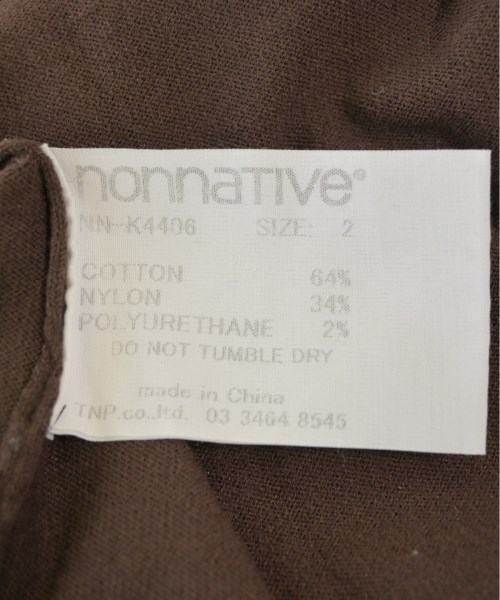 nonnative®
NN-K4406 SIZE: 2
COTTON 64%
NYLON 34%
POLYURETHANE 2%
DO NOT TUMBLE DRY
made in China
TNP.co.,ltd. 03 3464 8545